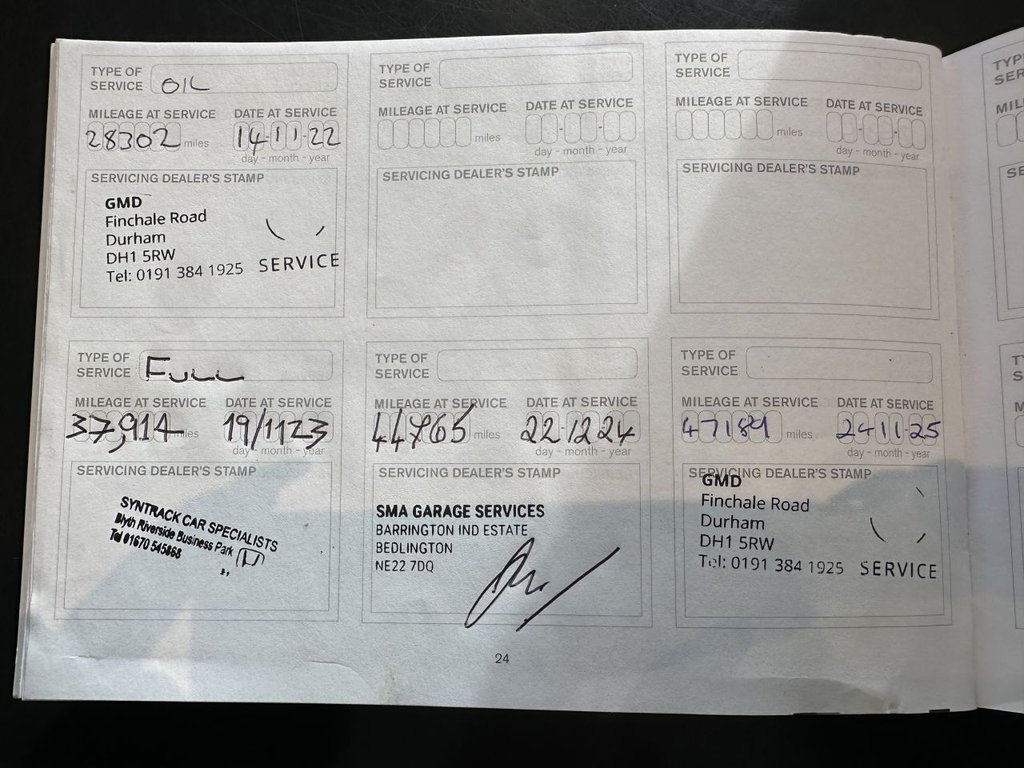 TYPE OF SERVICE OIL
MILEAGE AT SERVICE DATE AT SERVICE
28302 miles 14-11-22
day - month - year
SERVICING DEALER'S STAMP
GMD
Finchale Road
Durham
DH1 5RW
Tel: 0191 384 1925 SERVICE
TYPE OF SERVICE
MILEAGE AT SERVICE DATE AT SERVICE
miles
day - month - year
SERVICING DEALER'S STAMP
TYPE OF SERVICE
MILEAGE AT SERVICE DATE AT SERVICE
miles
day - month - year
SERVICING DEALER'S STAMP
TYPE OF SERVICE FULL
MILEAGE AT SERVICE DATE AT SERVICE
37,914 miles 19/11/23
day - month - year
SERVICING DEALER'S STAMP
SYNTRACK CAR SPECIALISTS
Blyth Riverside Business Park
Tel 01670 545868
TYPE OF SERVICE
MILEAGE AT SERVICE DATE AT SERVICE
44765 miles 22-12-24
day - month - year
SERVICING DEALER'S STAMP
SMA GARAGE SERVICES
BARRINGTON IND ESTATE
BEDLINGTON
NE22 7DQ
TYPE OF SERVICE
MILEAGE AT SERVICE DATE AT SERVICE
47189 miles 24-11-25
day - month - year
SERVICING DEALER'S STAMP
GMD
Finchale Road
Durham
DH1 5RW
Tel: 0191 384 1925 SERVICE
24